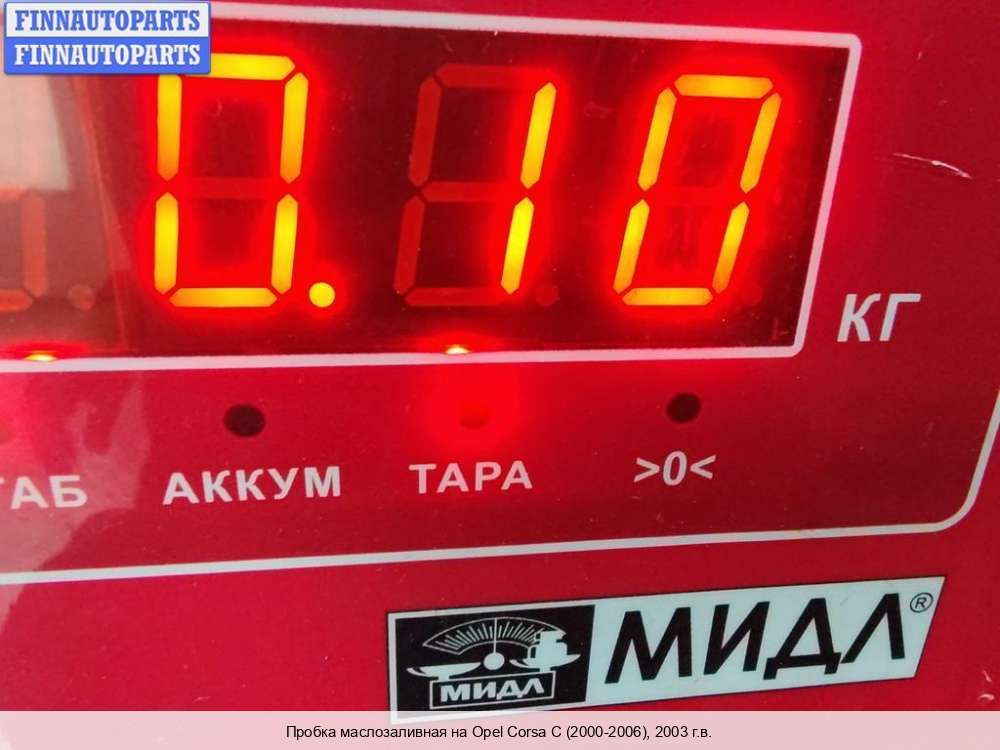 FINNAUTOPARTS
FINNAUTOPARTS
0.10
КГ
АККУМ ТАРА >0<
МИДЛ
МИДЛ®
Пробка маслозаливная на Opel Corsa C (2000-2006), 2003 г.в.